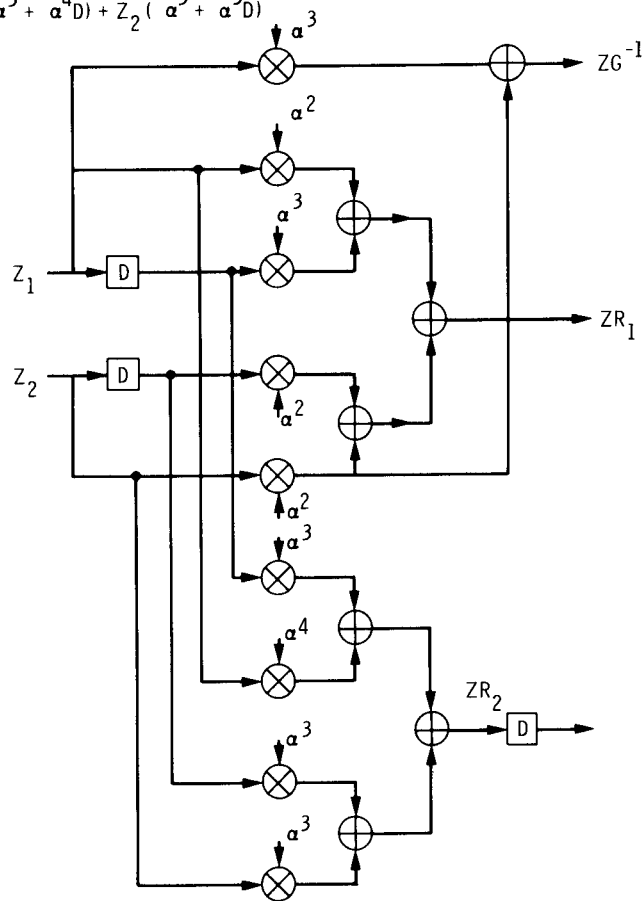 α³ + α⁴D) + Z₂( α³ + α³D)
α³
ZG⁻¹
α²
α³
Z₁
D
ZR₁
Z₂
D
α²
α²
α³
α⁴
ZR₂
D
α³
α³